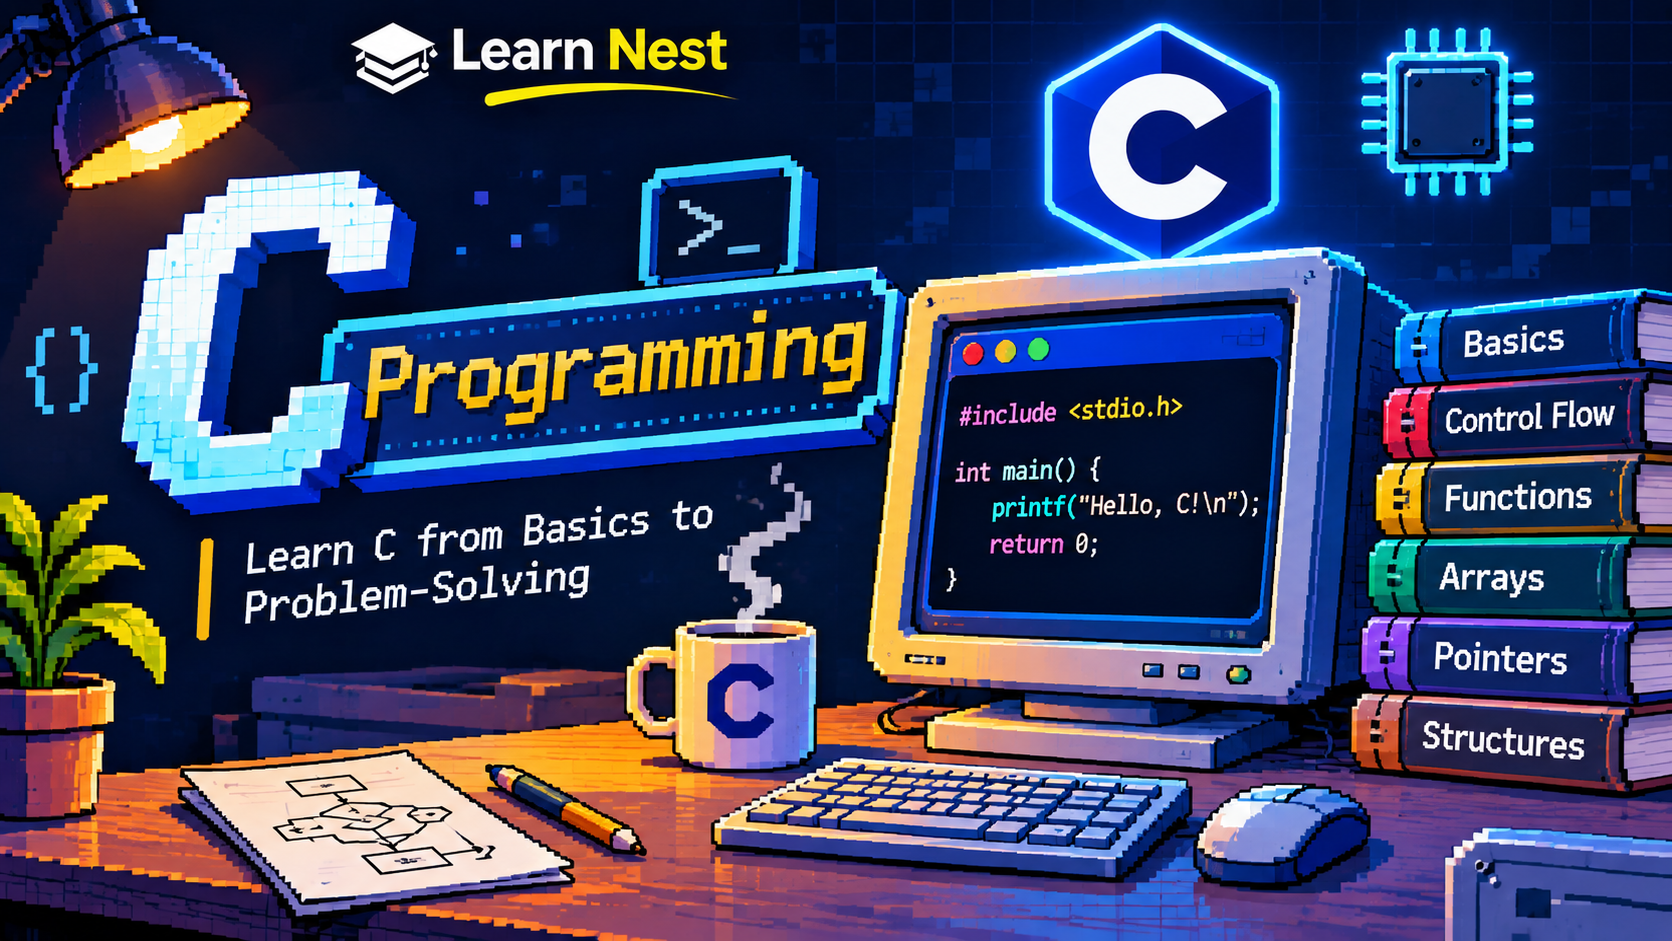 Learn Nest
C
>_
C
Programming
{}
Learn C from Basics to
Problem-Solving
#include <stdio.h>
int main() {
printf("Hello, C!\n");
return 0;
}
Basics
Control Flow
Functions
Arrays
Pointers
Structures
C